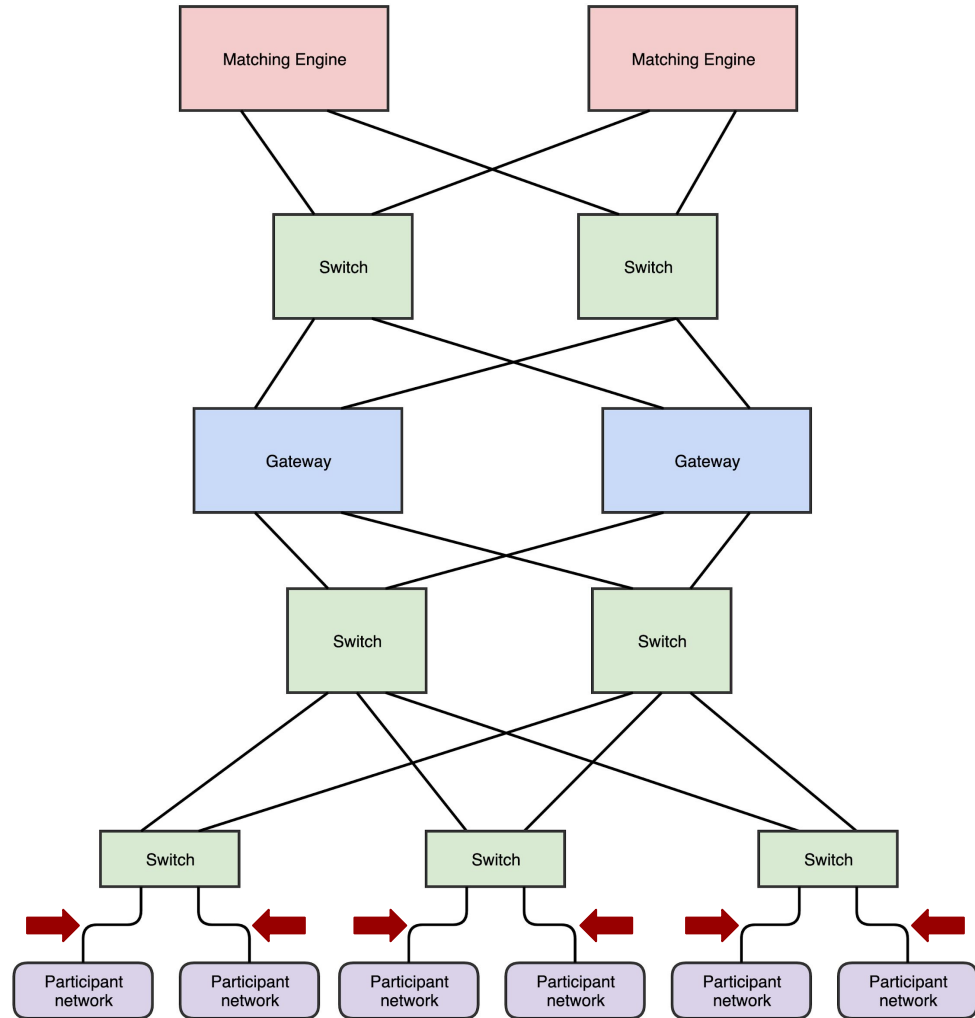 Matching Engine
Matching Engine
Switch
Switch
Gateway
Gateway
Switch
Switch
Switch
Switch
Switch
Participant
network
Participant
network
Participant
network
Participant
network
Participant
network
Participant
network